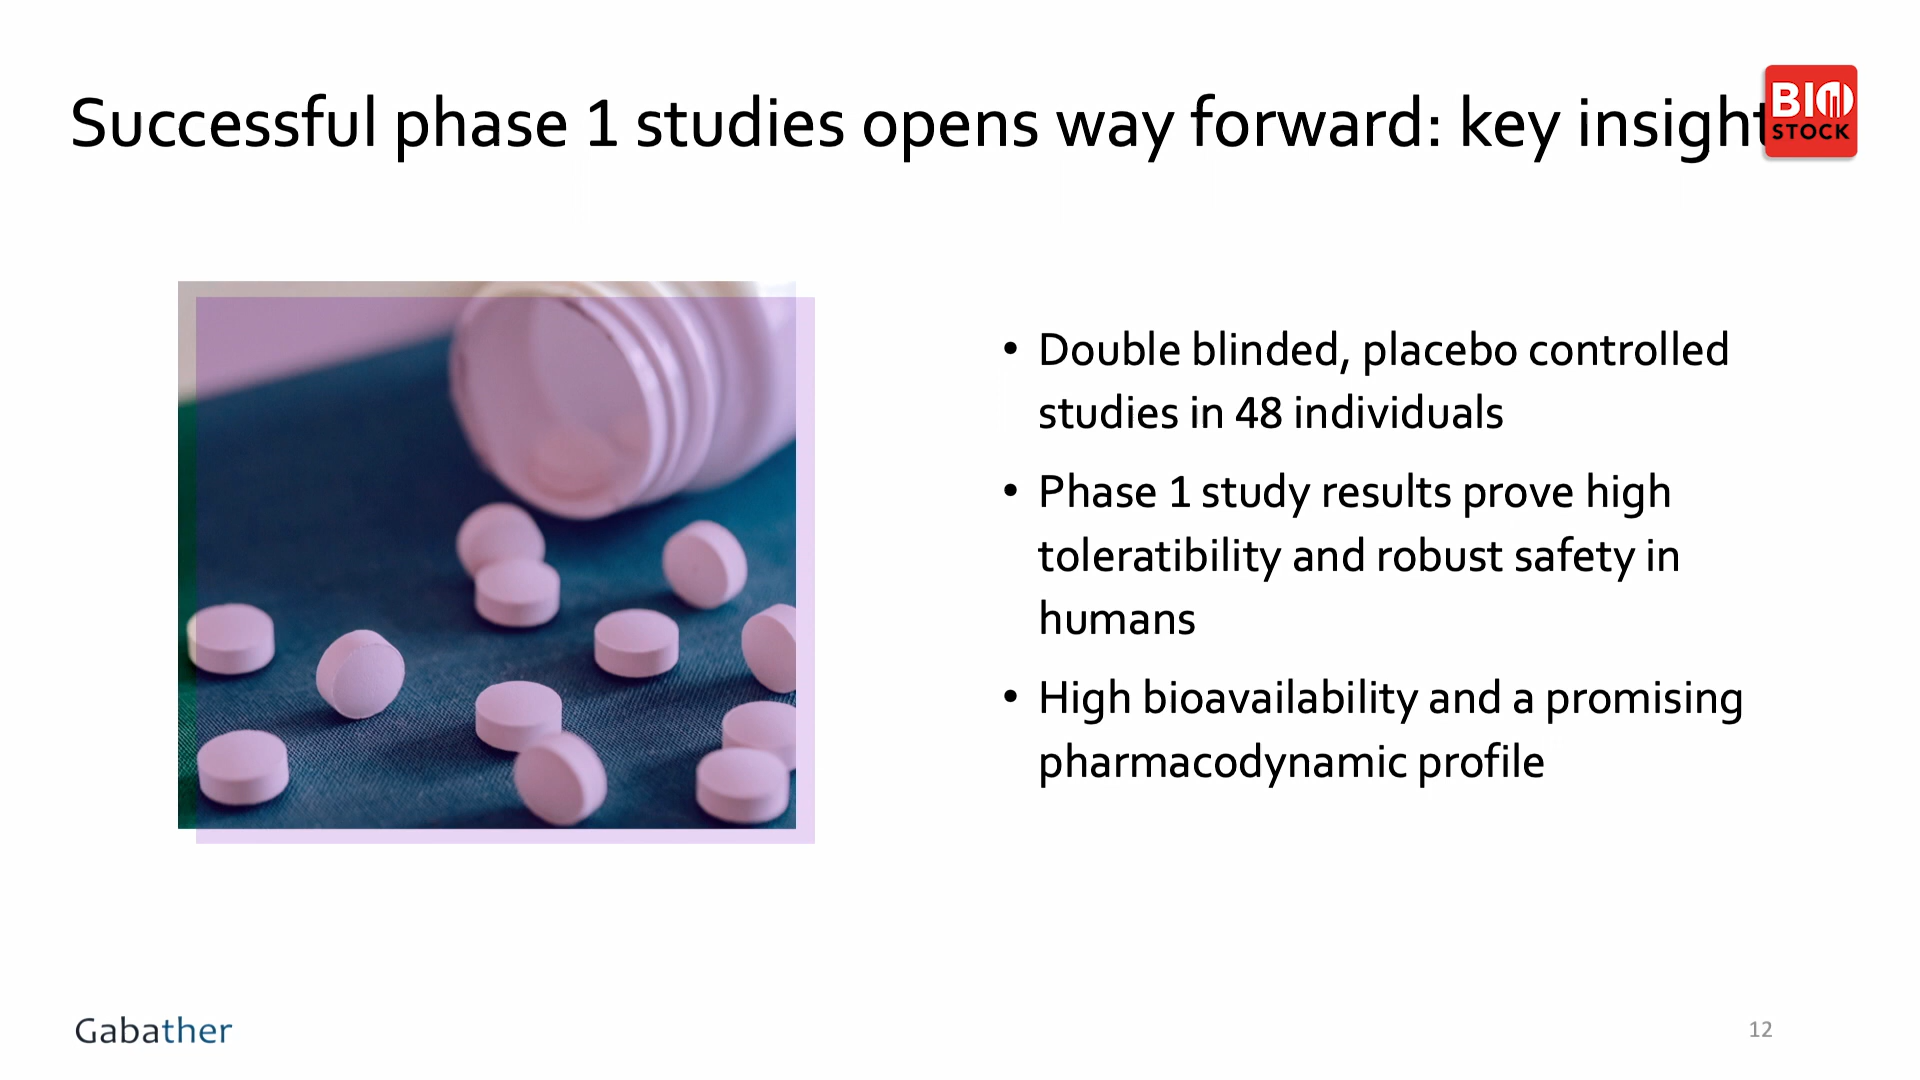 Successful phase 1 studies opens way forward: key insight
BIO
STOCK
• Double blinded, placebo controlled
studies in 48 individuals
• Phase 1 study results prove high
toleratibility and robust safety in
humans
• High bioavailability and a promising
pharmacodynamic profile
Gabather
12